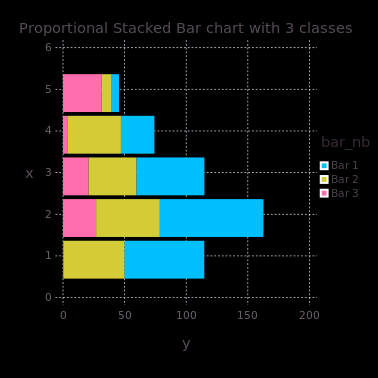 Proportional Stacked Bar chart with 3 classes
6
5
4
3
2
1
0
x
0 50 100 150 200
y
bar_nb
Bar 1
Bar 2
Bar 3